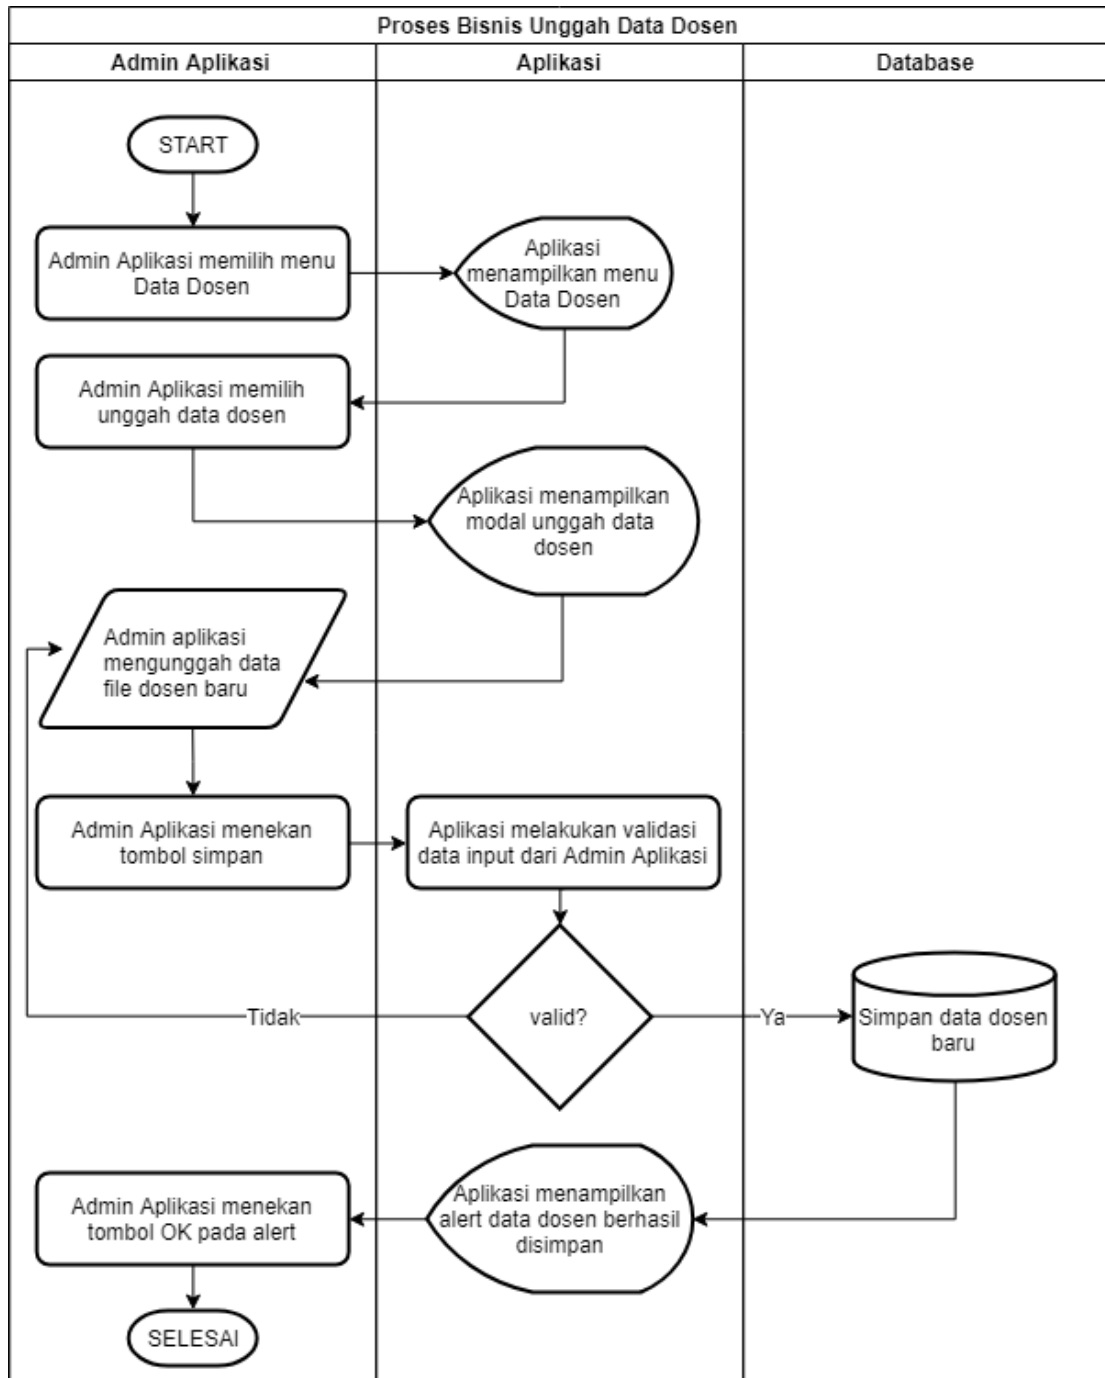 Proses Bisnis Unggah Data Dosen
Admin Aplikasi
Aplikasi
Database
START
Admin Aplikasi memilih menu
Data Dosen
Aplikasi
menampilkan menu
Data Dosen
Admin Aplikasi memilih
unggah data dosen
Aplikasi menampilkan
modal unggah data
dosen
Admin aplikasi
mengunggah data
file dosen baru
Admin Aplikasi menekan
tombol simpan
Aplikasi melakukan validasi
data input dari Admin Aplikasi
Tidak
valid?
Ya
Simpan data dosen
baru
Aplikasi menampilkan
alert data dosen berhasil
disimpan
Admin Aplikasi menekan
tombol OK pada alert
SELESAI